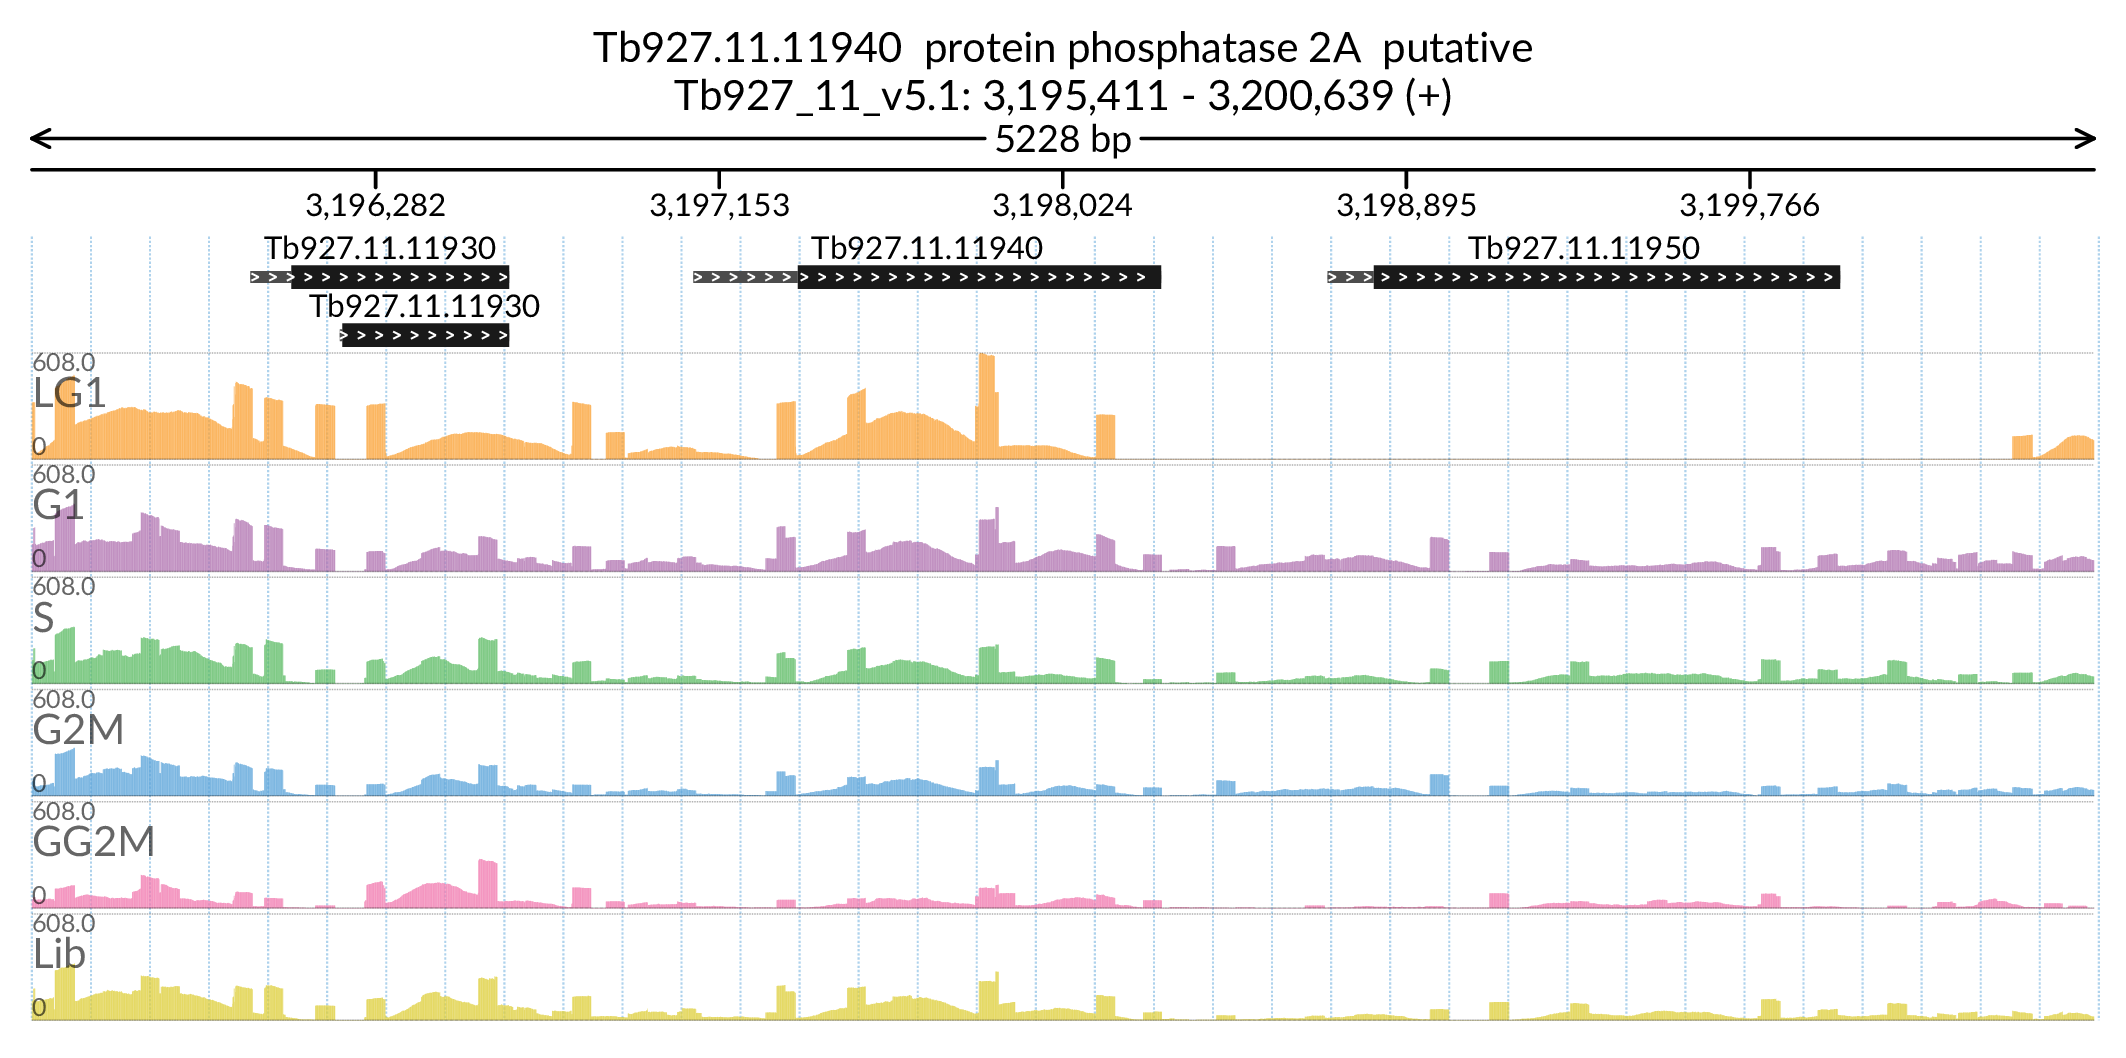 Tb927.11.11940  protein phosphatase 2A  putative
Tb927_11_v5.1: 3,195,411 - 3,200,639 (+)
5228 bp
3,196,282 3,197,153 3,198,024 3,198,895 3,199,766
Tb927.11.11930 Tb927.11.11940 Tb927.11.11950
Tb927.11.11930
608.0
LG1
0
608.0
G1
0
608.0
S
0
608.0
G2M
0
608.0
GG2M
0
608.0
Lib
0